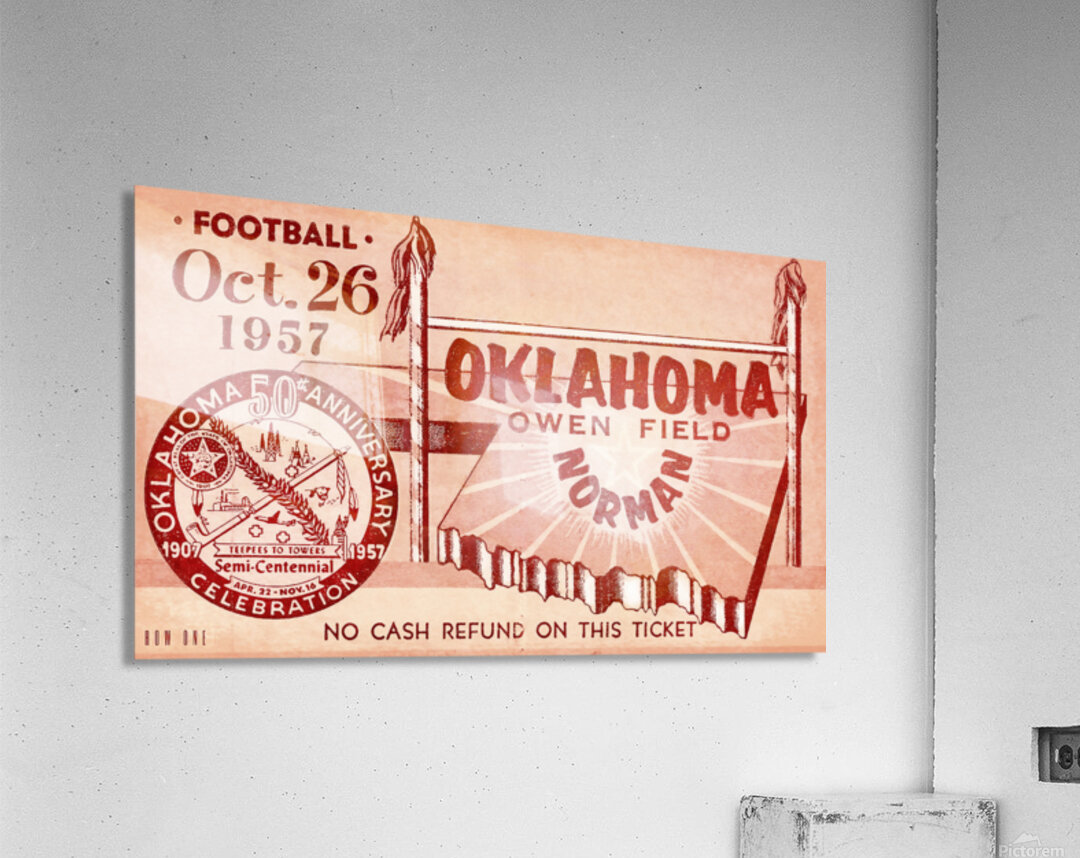 • FOOTBALL •
Oct. 26
1957
OKLAHOMA 50th ANNIVERSARY
1907 1957
TEEPEES TO TOWERS
Semi-Centennial
APR. 22 - NOV. 16
CELEBRATION
OKLAHOMA
OWEN FIELD
NORMAN
NO CASH REFUND ON THIS TICKET
ROW ONE
Pictorem